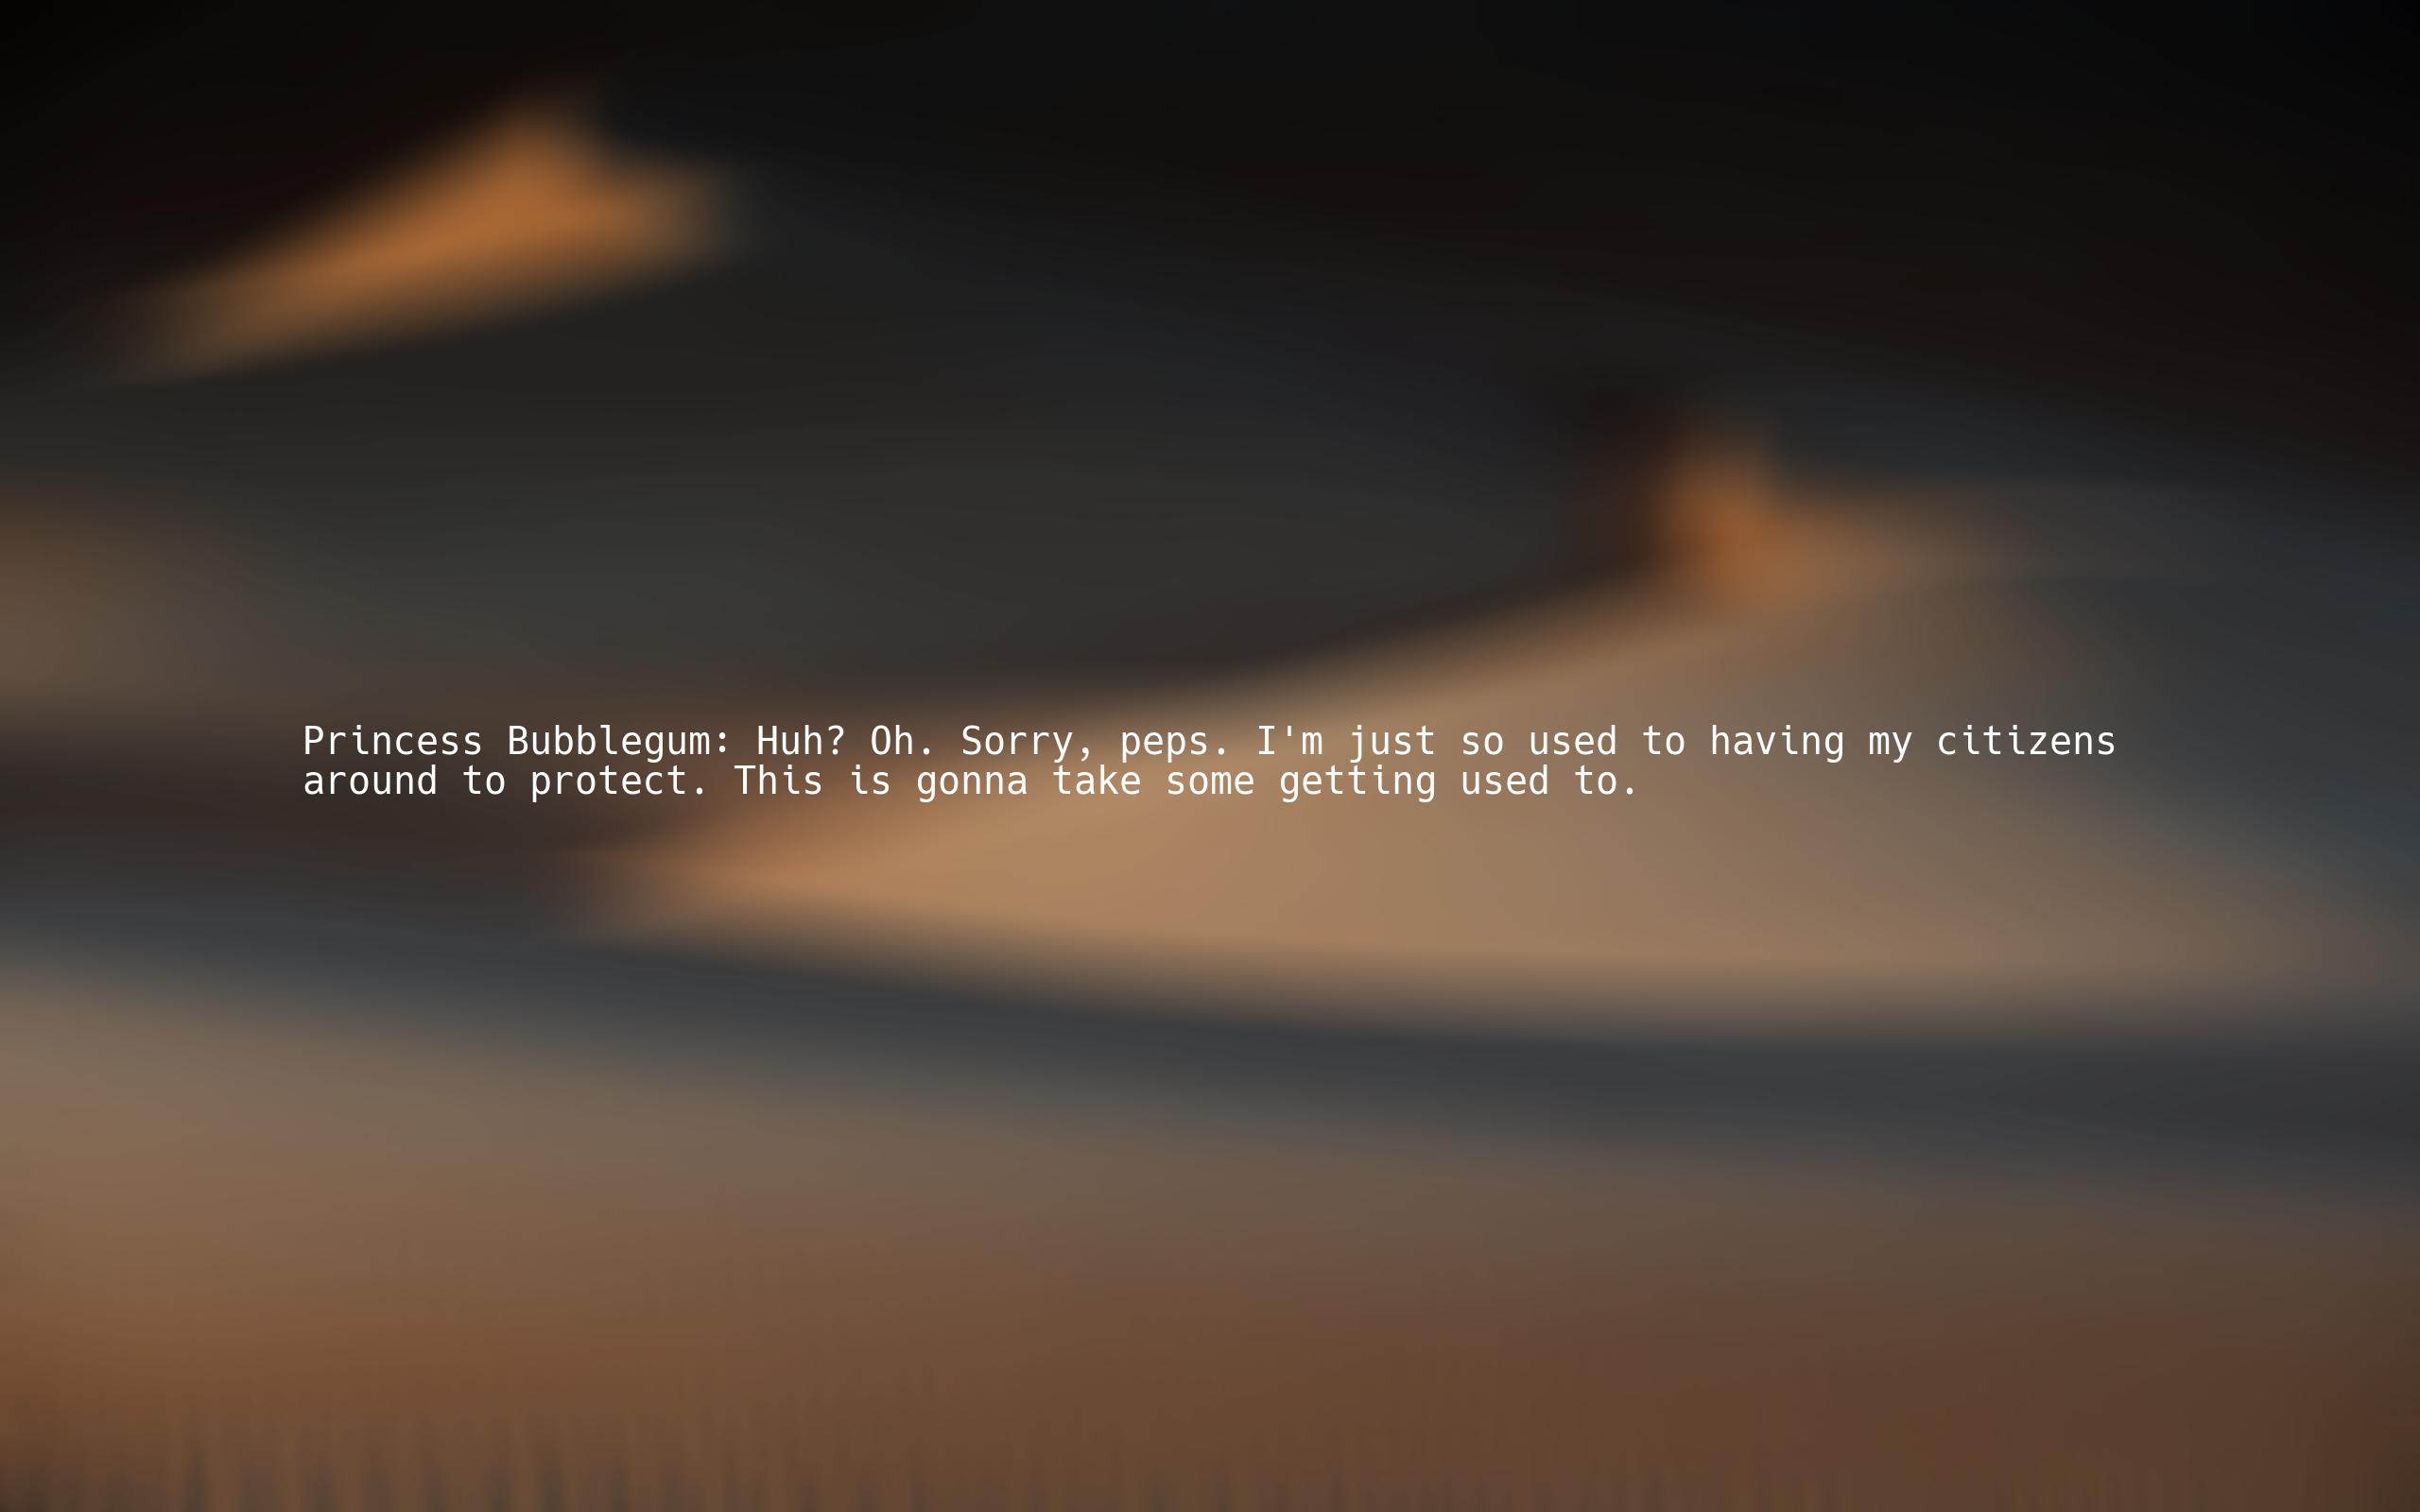 Princess Bubblegum: Huh? Oh. Sorry, peps. I'm just so used to having my citizens
around to protect. This is gonna take some getting used to.